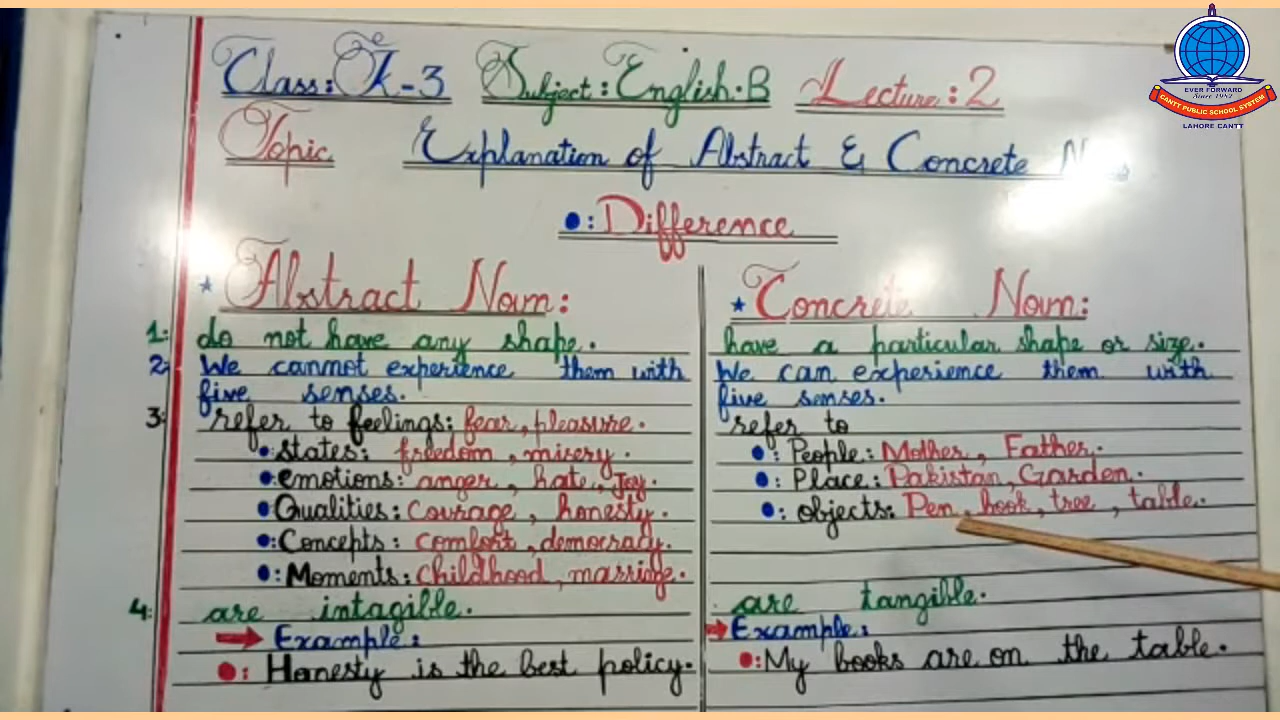 Class: K-3 Subject: English-B Lecture: 2
Topic Explanation of Abstract & Concrete
•: Difference
Abstract Noun:
1: do not have any shape.
2: We cannot experience them with
five senses.
3: refer to feelings: fear, pleasure.
• States: freedom, misery.
• emotions: anger, hate, Joy.
• Qualities: Courage, honesty.
•: Concepts: comfort, democracy.
•: Moments: childhood, marriage.
4: are intagible.
→ Example:
•: Honesty is the best policy.
Concrete Noun:
have a particular shape or size.
We can experience them with
five senses.
refer to
•: People: Mother, Father.
•: Place: Pakistan, Garden.
•: objects: Pen, book, tree, table.
are tangible.
→ Example:
•: My books are on the table.
EVER FORWARD
Since 1982
CANTT PUBLIC SCHOOL SYSTEM
LAHORE CANTT